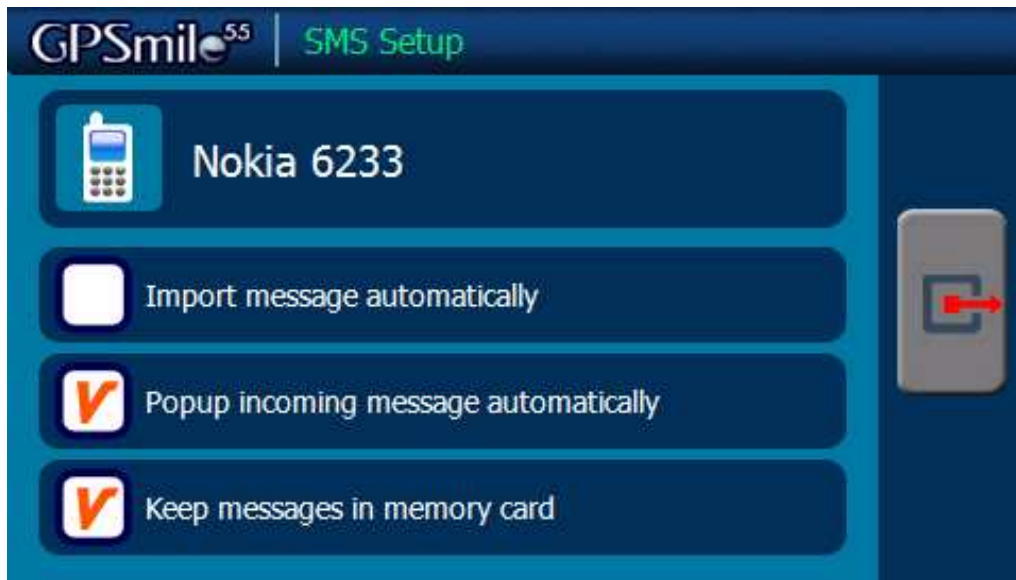 GPSmile55 | SMS Setup
Nokia 6233
Import message automatically
Popup incoming message automatically
Keep messages in memory card